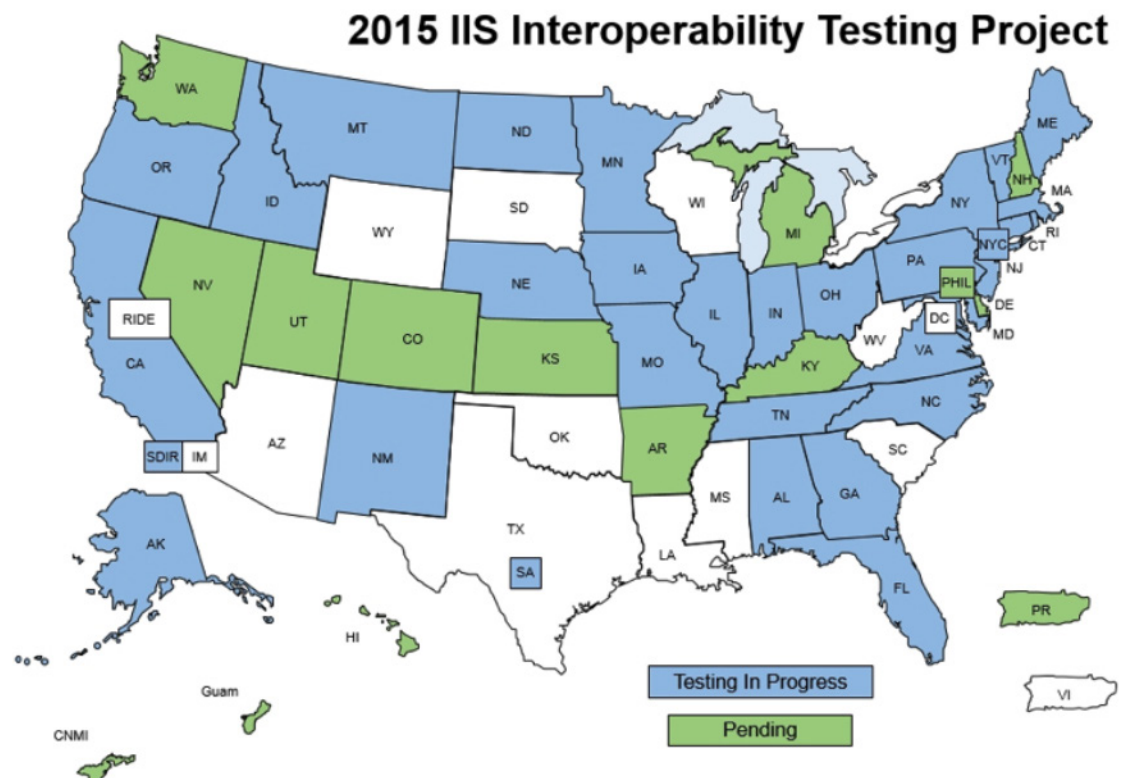 2015 IIS Interoperability Testing Project
WA
MT
ND
MN
ME
VT
NH
OR
ID
SD
WI
MA
NY
WY
MI
RI
NYC
CT
PA
IA
NE
NJ
NV
PHIL
OH
IL
IN
DE
RIDE
UT
DC
MD
CO
WV
VA
KS
CA
MO
KY
NC
TN
OK
AZ
AR
SC
SDIR
IM
NM
MS
AL
GA
TX
AK
LA
SA
FL
PR
HI
Testing In Progress
Guam
VI
Pending
CNMI